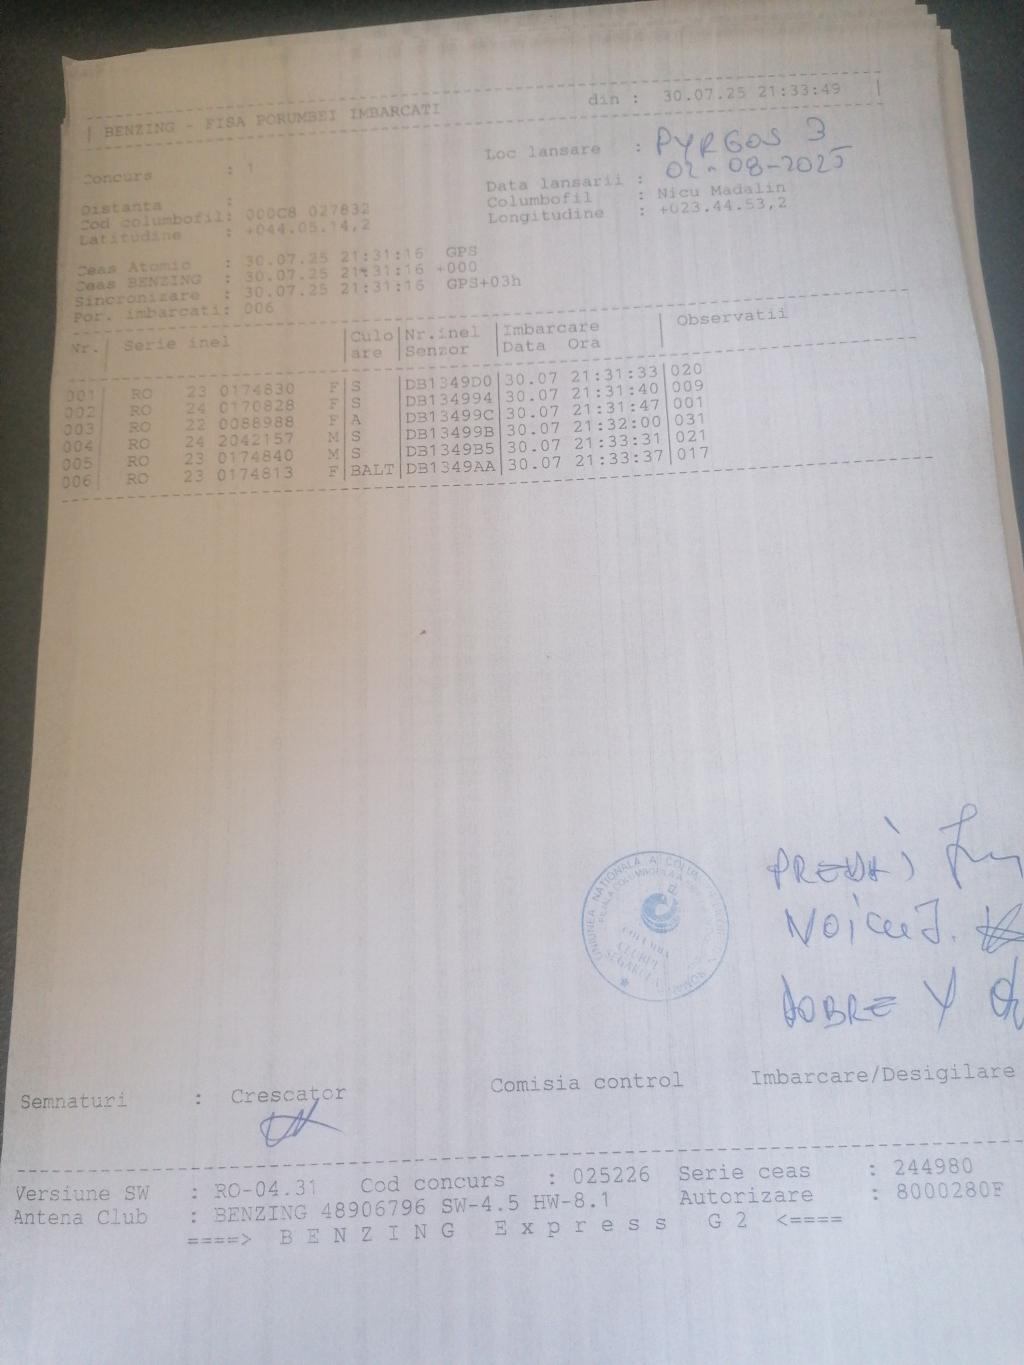 BENZING - FISA PORUMBEI IMBARCATI din : 30.07.25 21:33:49
Concurs : 1 Loc lansare : PYRGOS 3
Data lansarii : 02-08-2025
Distanta : Columbofil : Nicu Madalin
Cod columbofil: 000C8 027832 Longitudine : +023.44.53,2
Latitudine : +044.05.14,2
Ceas Atomic : 30.07.25 21:31:16 GPS
Ceas BENZING : 30.07.25 21:31:16 +000
Sincronizare : 30.07.25 21:31:16 GPS+03h
Por. imbarcati: 006
Nr. Serie inel Culo Nr.inel Imbarcare Observatii
are Senzor Data Ora
001 RO 23 0174830 F S DB1349D0 30.07 21:31:33 020
002 RO 24 0170828 F S DB134994 30.07 21:31:40 009
003 RO 22 0088988 F A DB13499C 30.07 21:31:47 001
004 RO 24 2042157 M S DB13499B 30.07 21:32:00 031
005 RO 23 0174840 M S DB1349B5 30.07 21:33:31 021
006 RO 23 0174813 F BALT DB1349AA 30.07 21:33:37 017
UNIUNEA NATIONALA A
COLUMBA
CLUBUL
SEGARCEA
PREDA
DOBRE
Semnaturi : Crescator Comisia control Imbarcare/Desigilare
Versiune SW : RO-04.31 Cod concurs : 025226 Serie ceas : 244980
Antena Club : BENZING 48906796 SW-4.5 HW-8.1 Autorizare : 8000280F
====> B E N Z I N G E x p r e s s G 2 <====